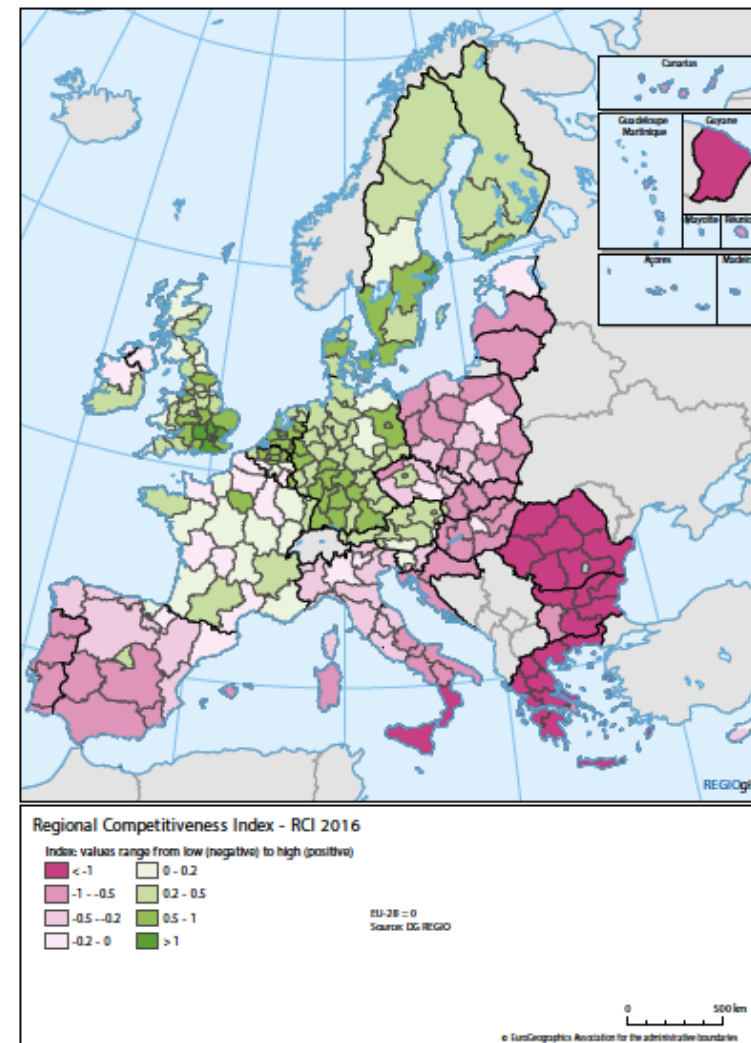 Canarias
Guadeloupe
Martinique
Guyane
Mayotte
Réunio
Açores
Madeir
REGIOg
Regional Competitiveness Index - RCI 2016
Index: values range from low (negative) to high (positive)
< -1
0 - 0.2
-1 - -0.5
0.2 - 0.5
-0.5 - -0.2
0.5 - 1
-0.2 - 0
> 1
EU-28 = 0
Source: DG REGIO
0 500 km
© EuroGeographics Association for the administrative boundaries